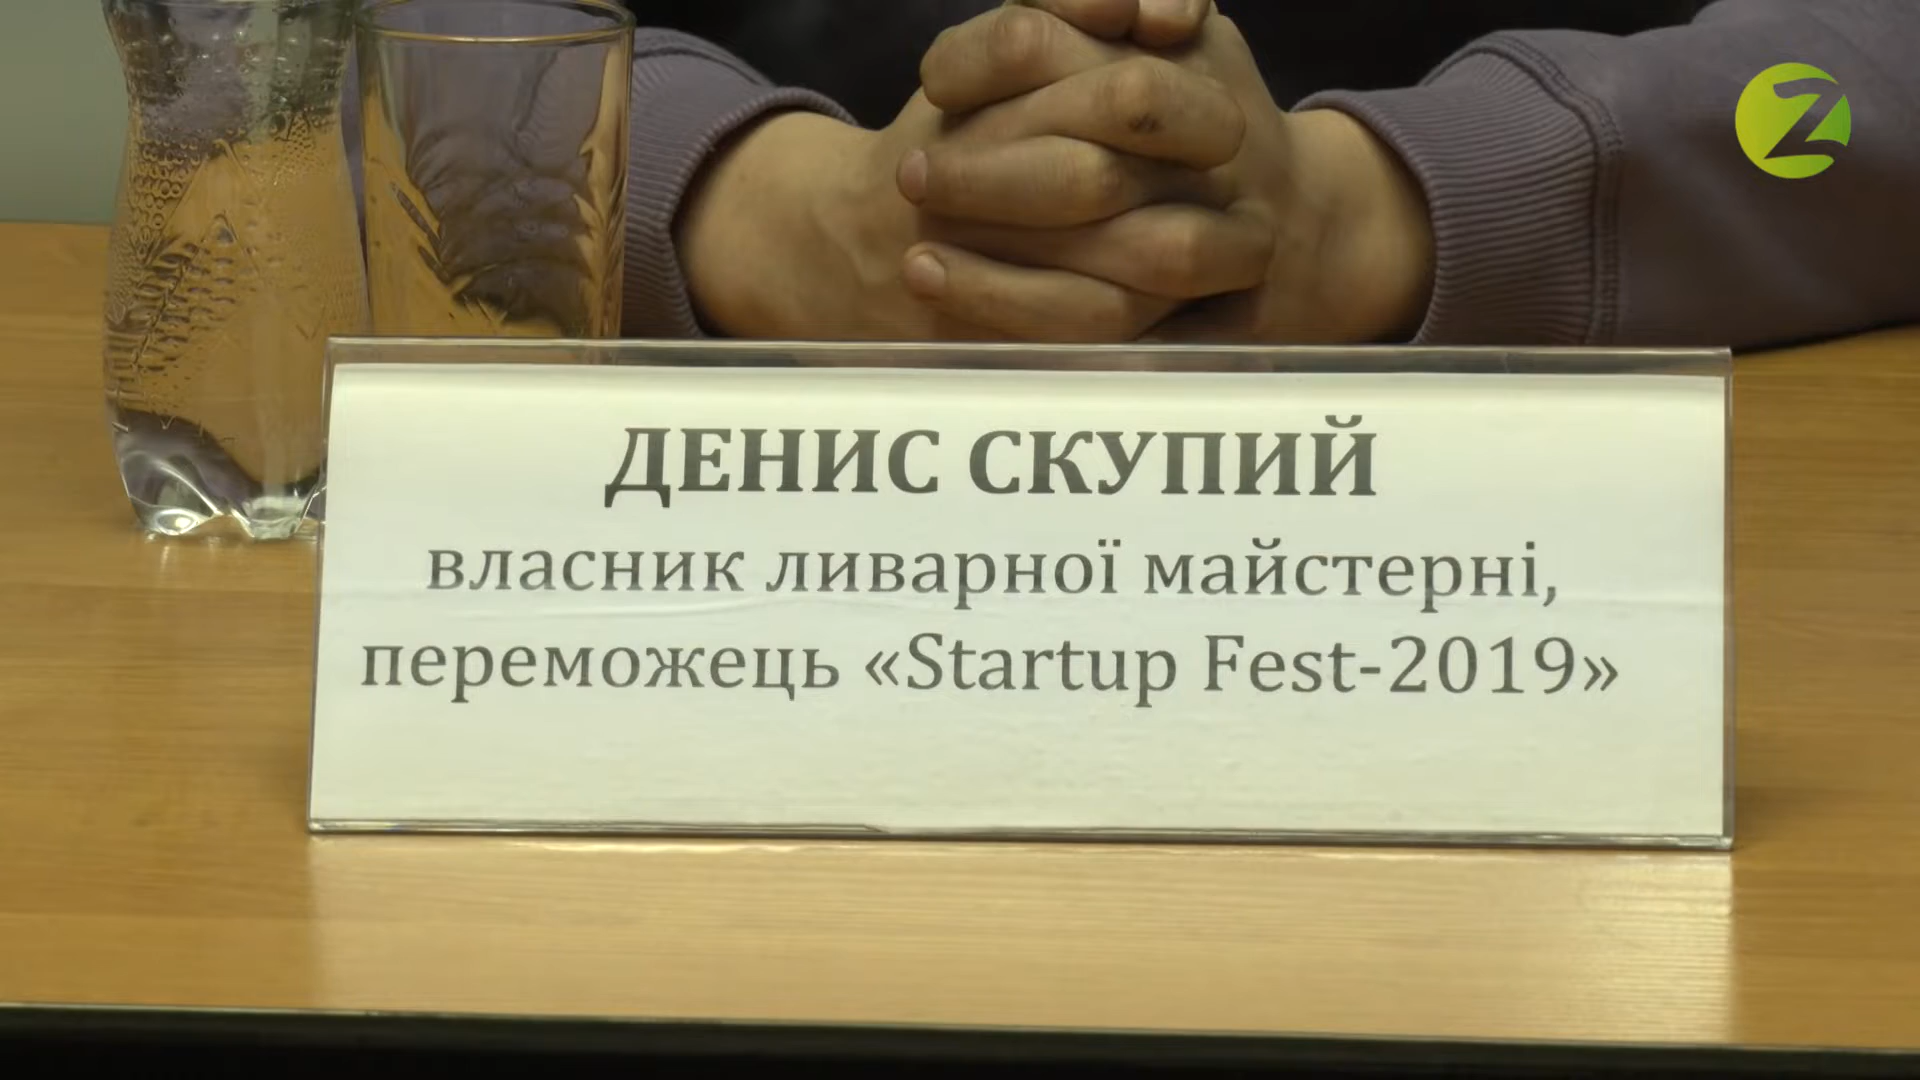 ДЕНИС СКУПИЙ
власник ливарної майстерні,
переможець «Startup Fest-2019»
Z